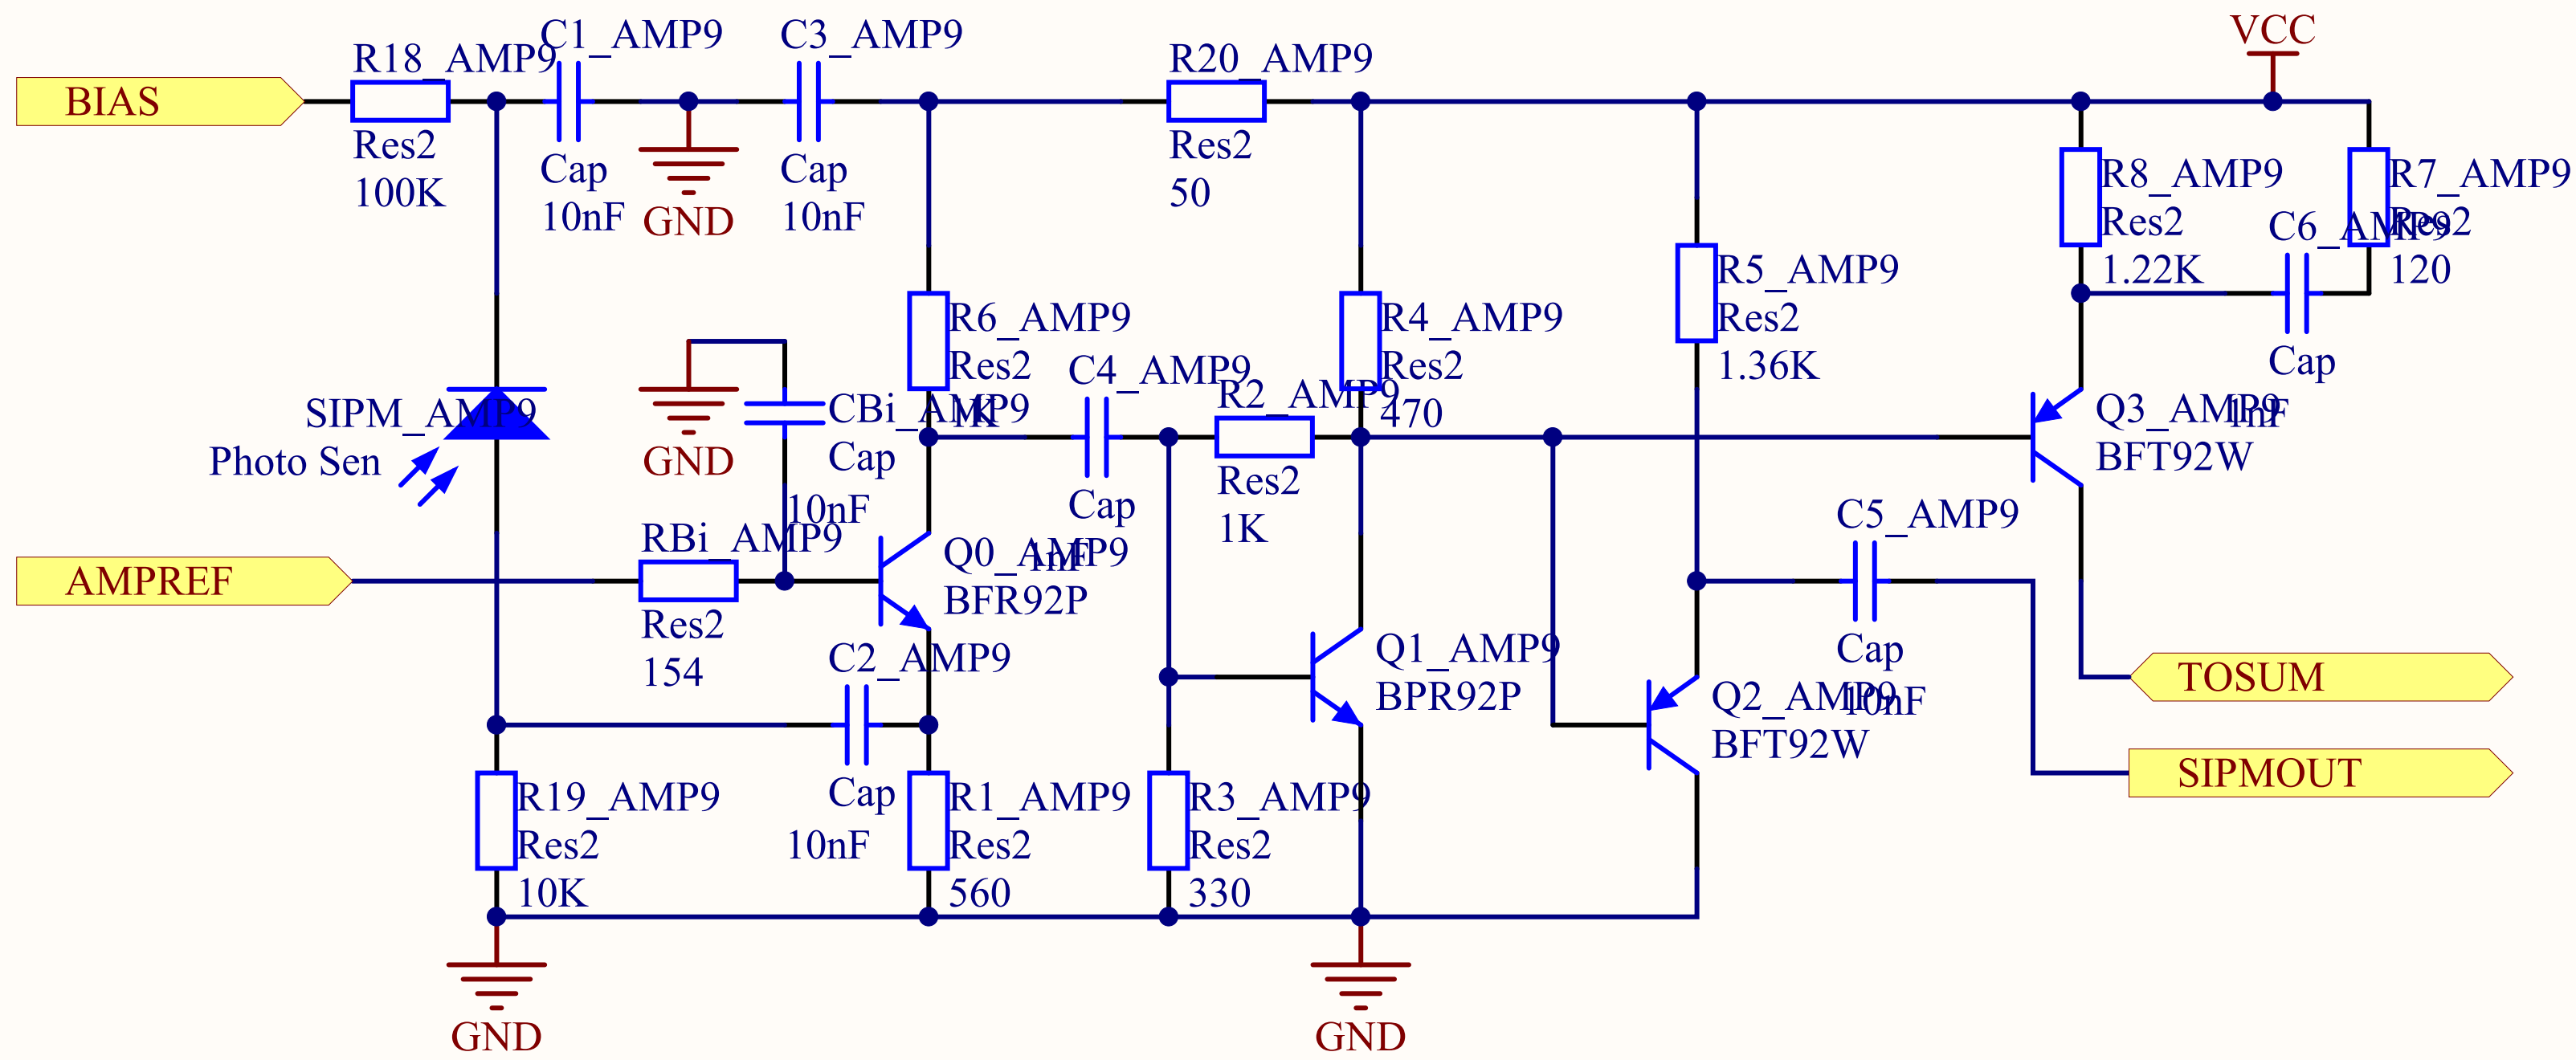 BIAS
R18_AMP9
Res2
100K
C1_AMP9
Cap
10nF
GND
C3_AMP9
Cap
10nF
R20_AMP9
Res2
50
VCC
R8_AMP9
Res2
1.22K
R7_AMP9
Res2
120
C6_AMP9
Cap
1nF
R5_AMP9
Res2
1.36K
R6_AMP9
Res2
1K
R4_AMP9
Res2
470
SIPM_AMP9
Photo Sen
GND
CBi_AMP9
Cap
10nF
C4_AMP9
Cap
1nF
R2_AMP9
Res2
1K
Q3_AMP9
BFT92W
AMPREF
RBi_AMP9
Res2
154
Q0_AMP9
BFR92P
C5_AMP9
Cap
10nF
C2_AMP9
Cap
10nF
Q1_AMP9
BPR92P
Q2_AMP9
BFT92W
TOSUM
SIPMOUT
R19_AMP9
Res2
10K
R1_AMP9
Res2
560
R3_AMP9
Res2
330
GND
GND